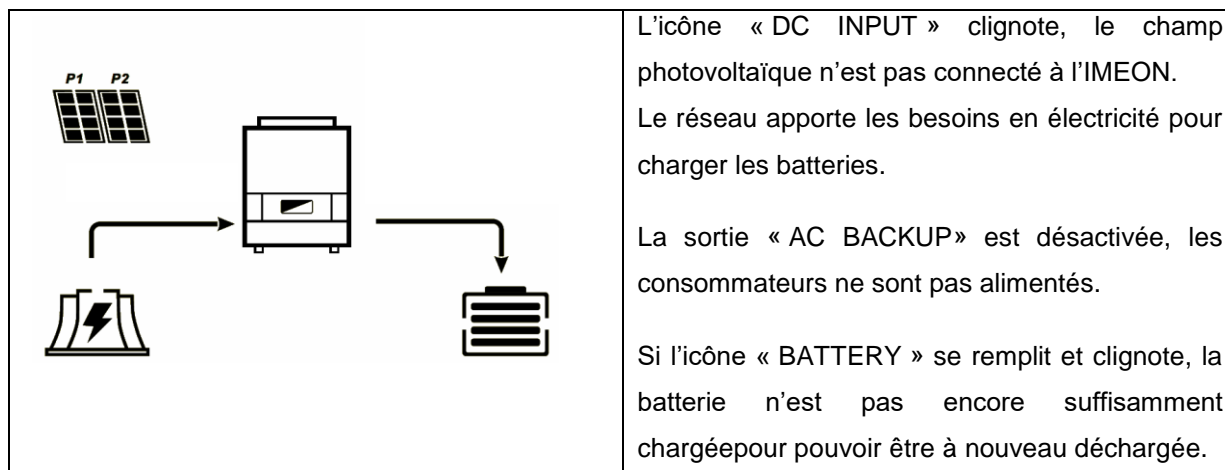 P1 P2
L’icône « DC INPUT » clignote, le champ
photovoltaïque n’est pas connecté à l’IMEON.
Le réseau apporte les besoins en électricité pour
charger les batteries.
La sortie « AC BACKUP» est désactivée, les
consommateurs ne sont pas alimentés.
Si l’icône « BATTERY » se remplit et clignote, la
batterie n’est pas encore suffisamment
chargéepour pouvoir être à nouveau déchargée.